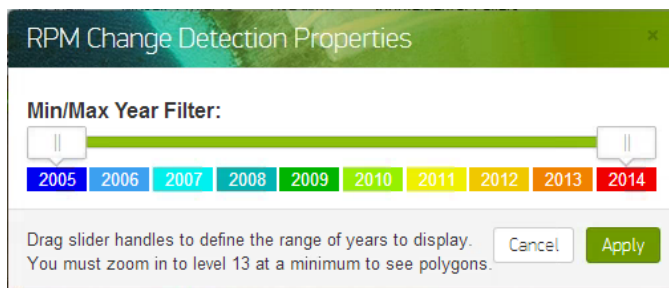 RPM Change Detection Properties
×
Min/Max Year Filter:
2005 2006 2007 2008 2009 2010 2011 2012 2013 2014
Drag slider handles to define the range of years to display.
You must zoom in to level 13 at a minimum to see polygons.
Cancel Apply